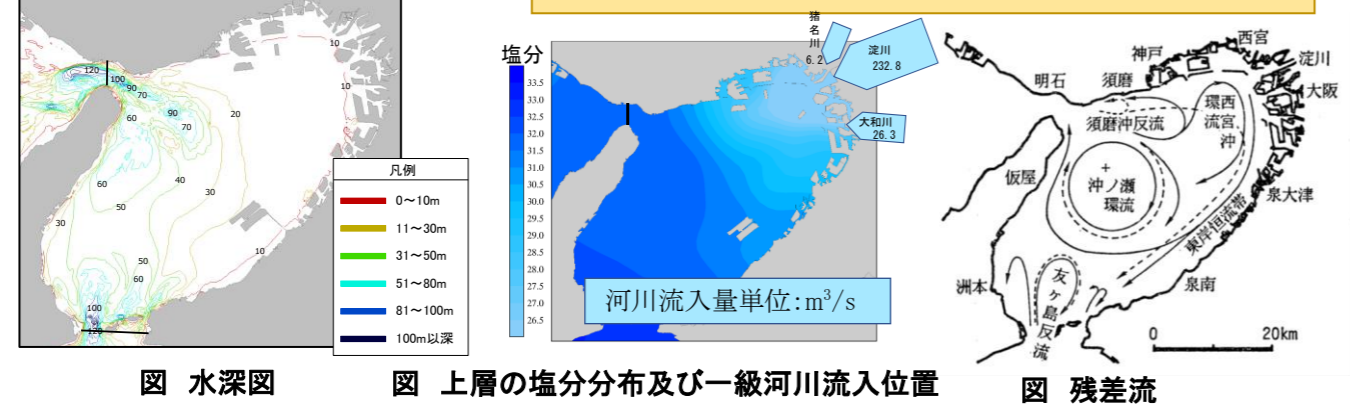 120
100
90
70
60
90
70
20
10
10
60
40
50
30
30
10
50
60
100
120
凡例
0～10m
11～30m
31～50m
51～80m
81～100m
100m以深
図 水深図
塩分
33.5
33.0
32.5
32.0
31.5
31.0
30.5
30.0
29.5
29.0
28.5
28.0
27.5
27.0
26.5
猪名川
6.2
淀川
232.8
大和川
26.3
河川流入量単位:m³/s
図 上層の塩分分布及び一級河川流入位置
西宮
神戸
淀川
須磨
明石
大阪
須磨沖反流
西宮沖
環流
仮屋
沖ノ瀬
環流
泉大津
東岸恒流帯
洲本
友ヶ島反流
泉南
0
20km
図 残差流